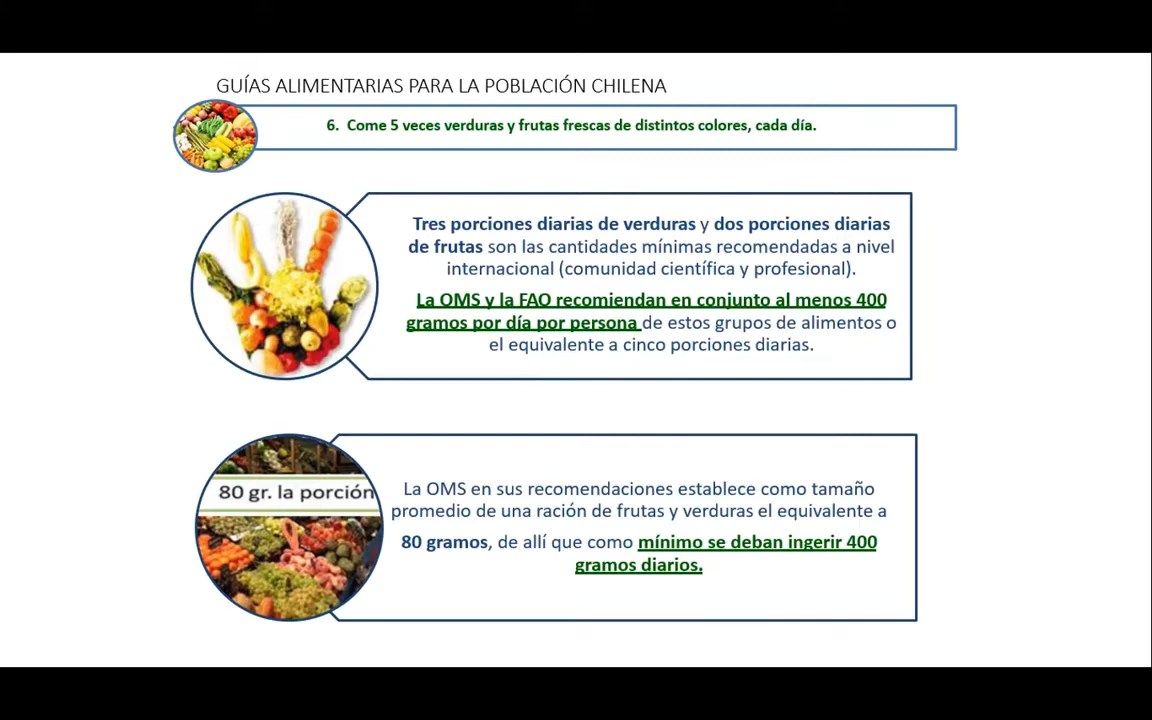 GUÍAS ALIMENTARIAS PARA LA POBLACIÓN CHILENA
6. Come 5 veces verduras y frutas frescas de distintos colores, cada día.
Tres porciones diarias de verduras y dos porciones diarias
de frutas son las cantidades mínimas recomendadas a nivel
internacional (comunidad científica y profesional).
La OMS y la FAO recomiendan en conjunto al menos 400
gramos por día por persona de estos grupos de alimentos o
el equivalente a cinco porciones diarias.
80 gr. la porción
La OMS en sus recomendaciones establece como tamaño
promedio de una ración de frutas y verduras el equivalente a
80 gramos, de allí que como mínimo se deban ingerir 400
gramos diarios.